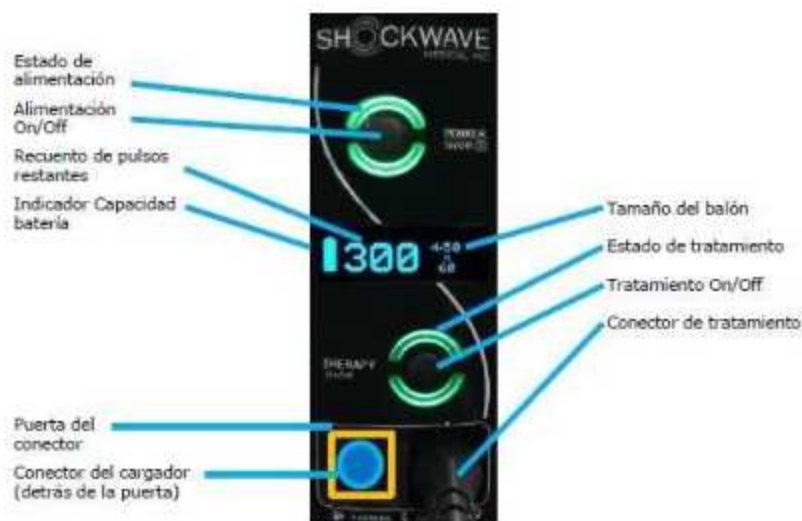 SHOCKWAVE
MEDICAL, INC
Estado de
alimentación
Alimentación
On/Off
POWER
Recuento de pulsos
restantes
Indicador Capacidad
batería
300
60
Tamaño del balón
Estado de tratamiento
Tratamiento On/Off
Conector de tratamiento
THERAPY
Puerta del
conector
Conector del cargador
(detrás de la puerta)